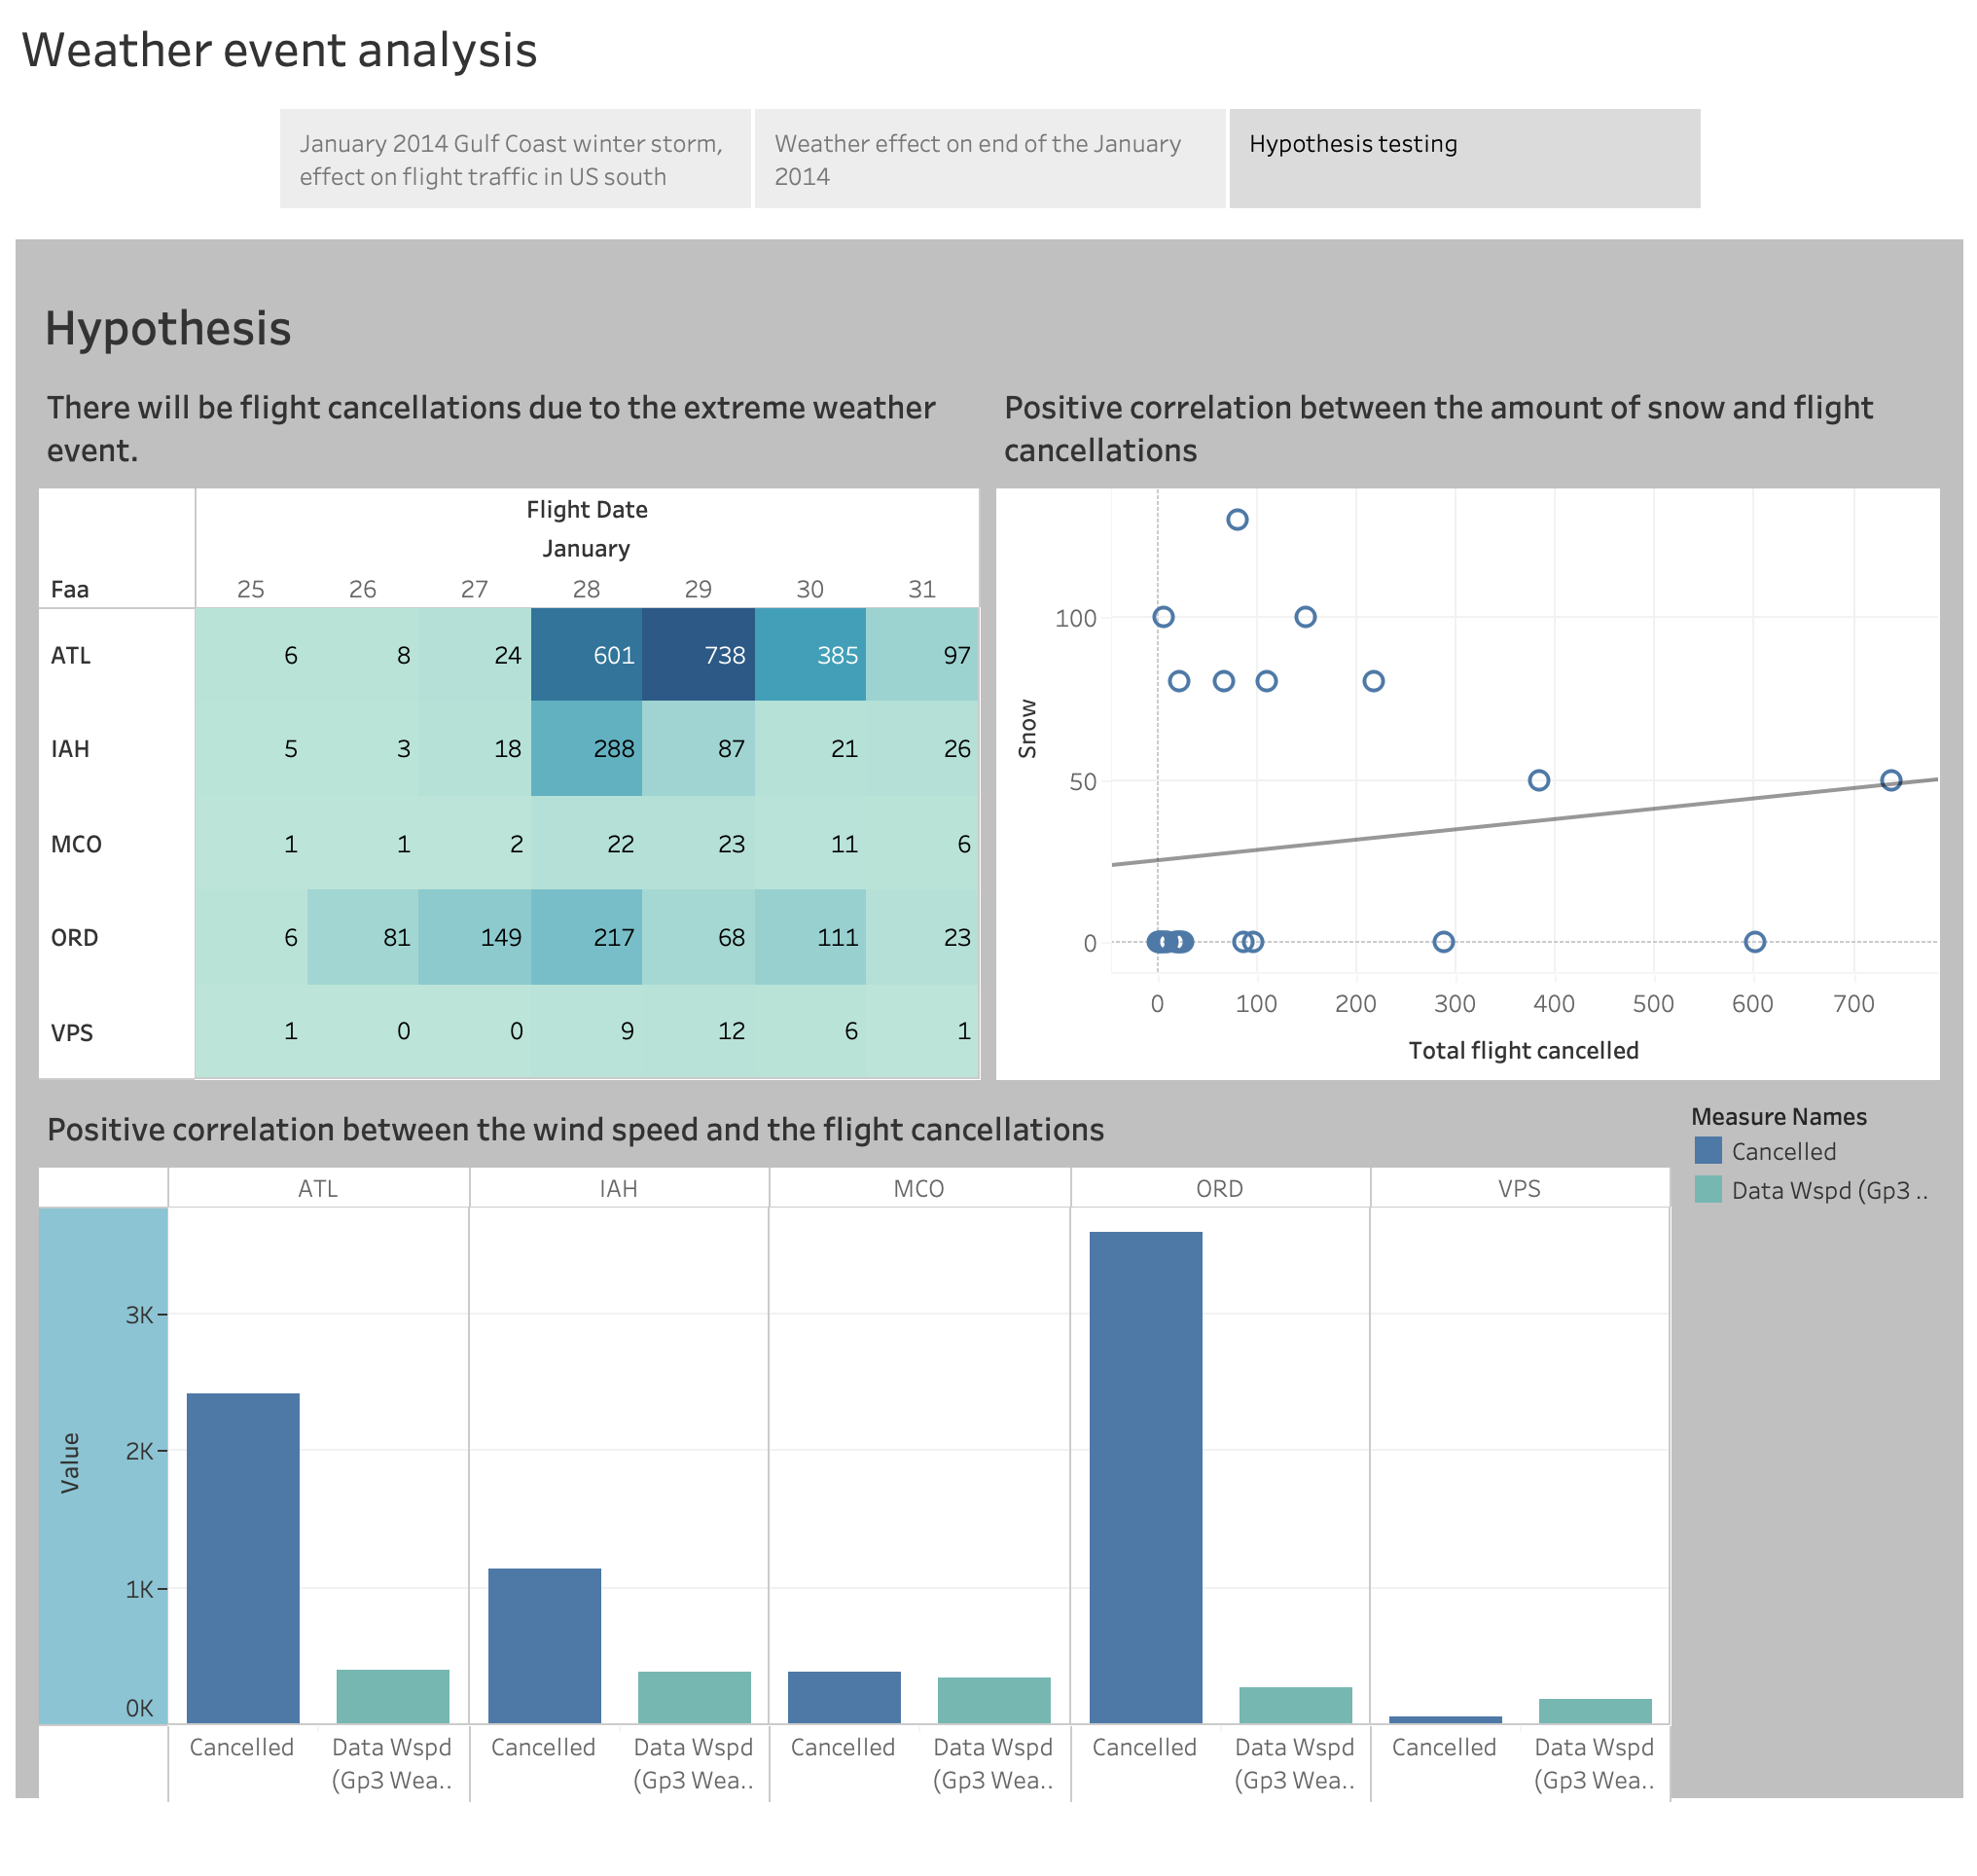 Weather event analysis
January 2014 Gulf Coast winter storm,
effect on flight traffic in US south
Weather effect on end of the January
2014
Hypothesis testing
Hypothesis
There will be flight cancellations due to the extreme weather
event.
Flight Date
January
Faa 25 26 27 28 29 30 31
ATL 6 8 24 601 738 385 97
IAH 5 3 18 288 87 21 26
MCO 1 1 2 22 23 11 6
ORD 6 81 149 217 68 111 23
VPS 1 0 0 9 12 6 1
Positive correlation between the amount of snow and flight
cancellations
Snow
100
50
0
0 100 200 300 400 500 600 700
Total flight cancelled
Positive correlation between the wind speed and the flight cancellations
Measure Names
Cancelled
Data Wspd (Gp3 ..
ATL IAH MCO ORD VPS
Value
3K
2K
1K
0K
Cancelled Data Wspd Cancelled Data Wspd Cancelled Data Wspd Cancelled Data Wspd Cancelled Data Wspd
(Gp3 Wea.. (Gp3 Wea.. (Gp3 Wea.. (Gp3 Wea.. (Gp3 Wea..